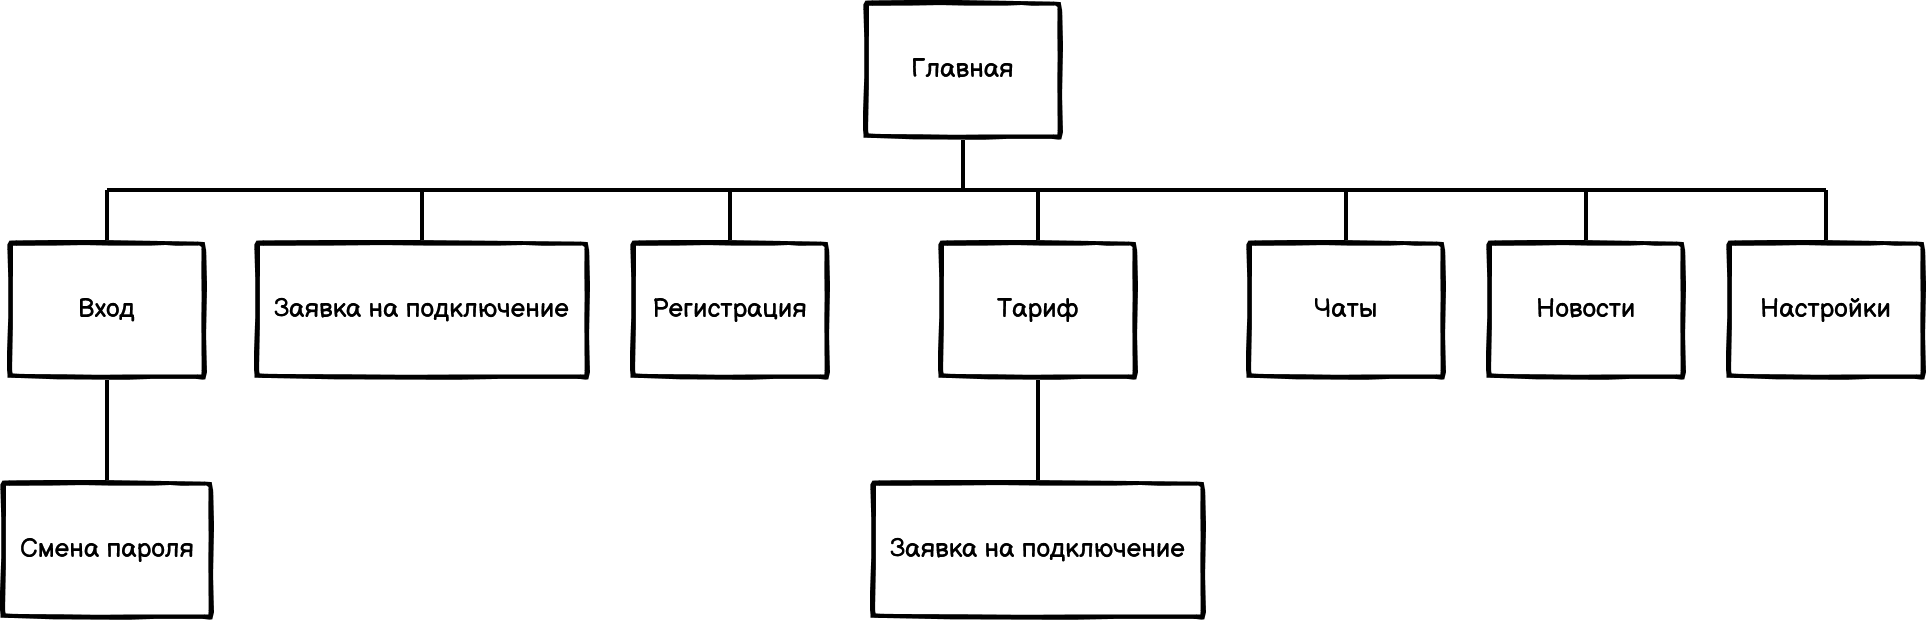 Главная
Вход
Заявка на подключение
Регистрация
Тариф
Чаты
Новости
Настройки
Смена пароля
Заявка на подключение